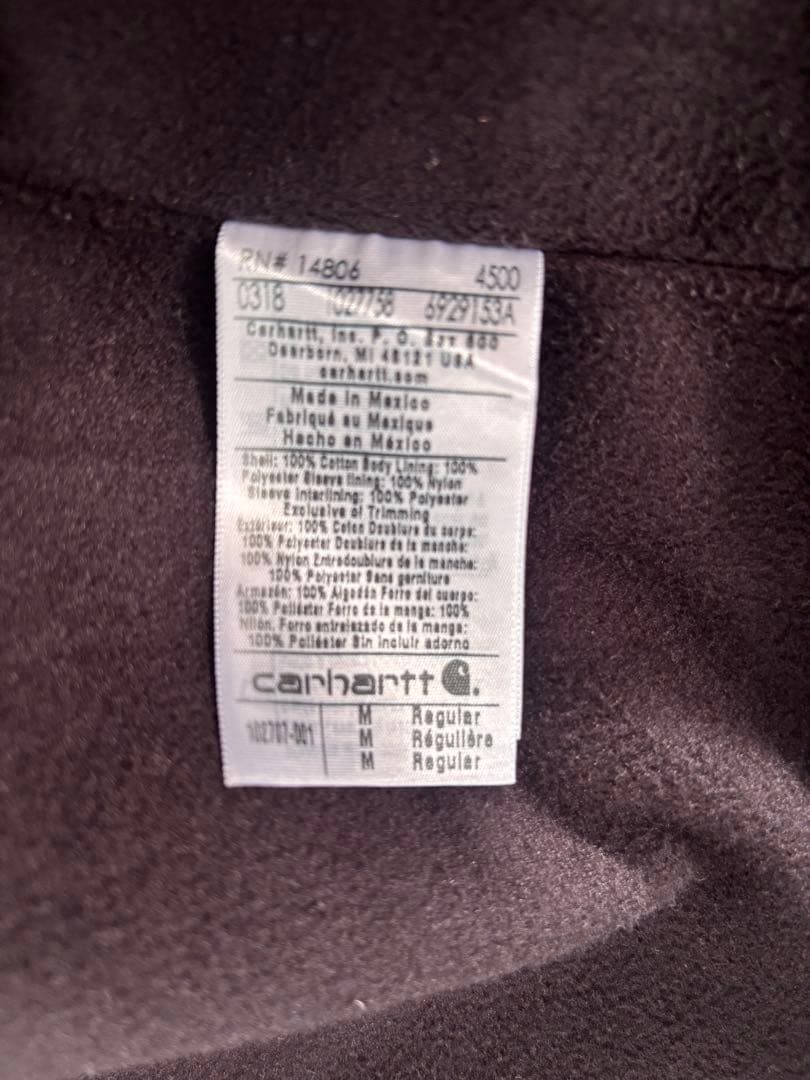 RN# 14806 4500
0318 1027758 6929153A
Carhartt, Inc. P. O. Box 600
Dearborn, MI 48121 USA
carhartt.com
Made in Mexico
Fabriqué au Mexique
Hecho en México
Shell: 100% Cotton Body Lining: 100%
Polyester Sleeve lining: 100% Nylon
Sleeve Interlining: 100% Polyester
Exclusive of Trimming
Extérieur: 100% Coton Doublure du corps:
100% Polyester Doublure de la manche:
100% Nylon Entredoublure de la manche:
100% Polyester Sans garniture
Armazón: 100% Algodón Forro del cuerpo:
100% Poliéster Forro de la manga: 100%
Nilón. Forro entrelazado de la manga:
100% Poliéster Sin incluir adorno
carhartt
M Regular
102707-001 M Régulière
M Regular